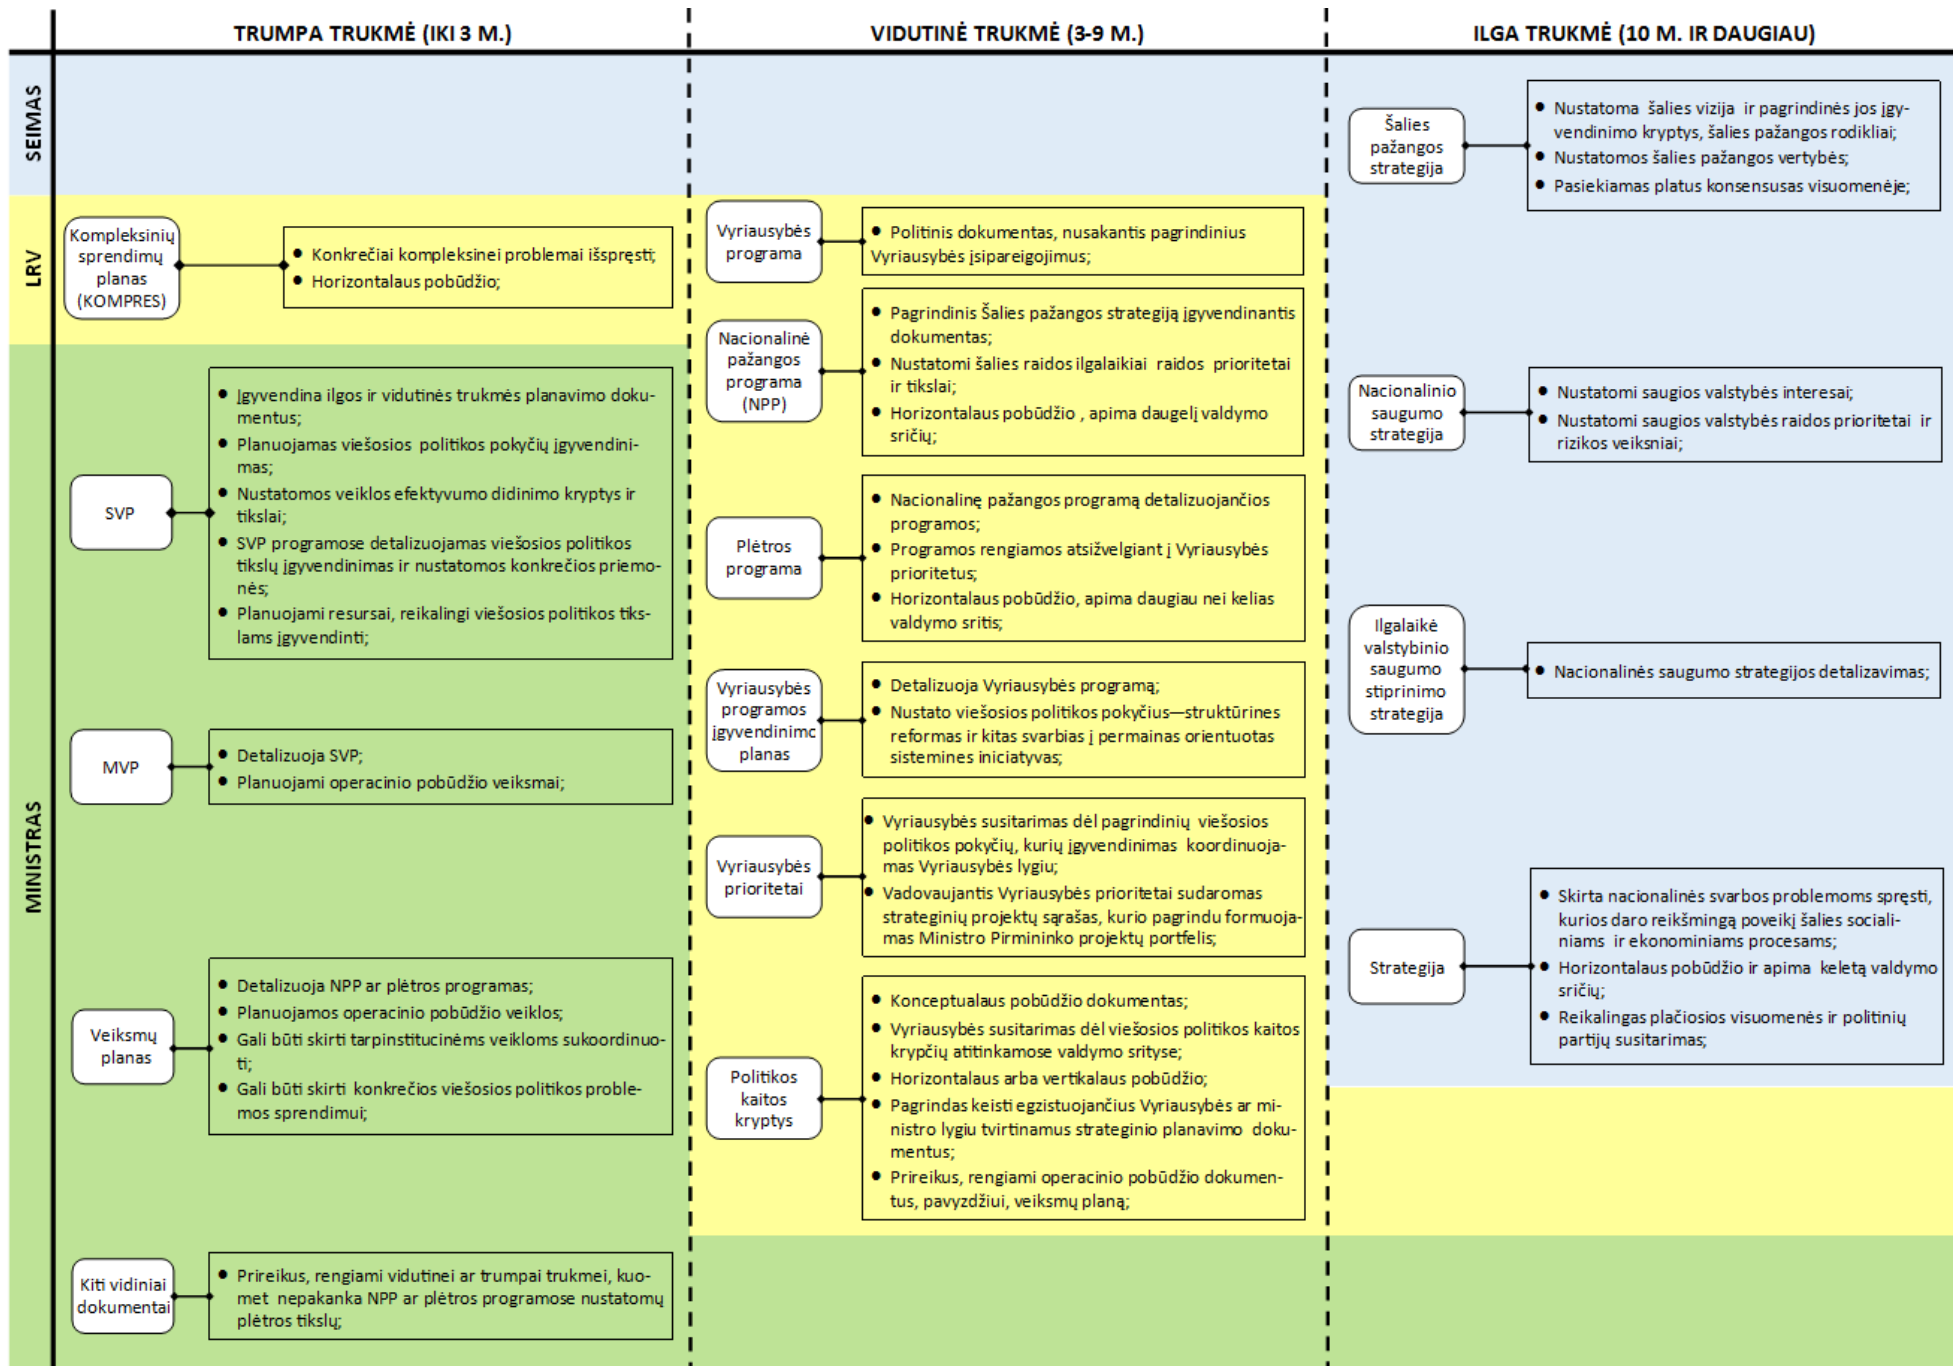 TRUMPA TRUKMĖ (IKI 3 M.)
VIDUTINĖ TRUKMĖ (3-9 M.)
ILGA TRUKMĖ (10 M. IR DAUGIAU)
SEIMAS
LRV
MINISTRAS
Kompleksinių
sprendimų
planas
(KOMPRES)
● Konkrečiai kompleksinei problemai išspręsti;
● Horizontalaus pobūdžio;
SVP
● Įgyvendina ilgos ir vidutinės trukmės planavimo doku-
mentus;
● Planuojamas viešosios politikos pokyčių įgyvendini-
mas;
● Nustatomos veiklos efektyvumo didinimo kryptys ir
tikslai;
● SVP programose detalizuojamas viešosios politikos
tikslų įgyvendinimas ir nustatomos konkrečios priemo-
nės;
● Planuojami resursai, reikalingi viešosios politikos tiks-
lams įgyvendinti;
MVP
● Detalizuoja SVP;
● Planuojami operacinio pobūdžio veiksmai;
Veiksmų
planas
● Detalizuoja NPP ar plėtros programas;
● Planuojamos operacinio pobūdžio veiklos;
● Gali būti skirti tarpinstitucinėms veikloms sukoordinuo-
ti;
● Gali būti skirti konkrečios viešosios politikos proble-
mos sprendimui;
Kiti vidiniai
dokumentai
● Prireikus, rengiami vidutinei ar trumpai trukmei, kuo-
met nepakanka NPP ar plėtros programose nustatomų
plėtros tikslų;
Vyriausybės
programa
● Politinis dokumentas, nusakantis pagrindinius
Vyriausybės įsipareigojimus;
Nacionalinė
pažangos
programa
(NPP)
● Pagrindinis Šalies pažangos strategiją įgyvendinantis
dokumentas;
● Nustatomi šalies raidos ilgalaikiai raidos prioritetai
ir tikslai;
● Horizontalaus pobūdžio , apima daugelį valdymo
sričių;
Plėtros
programa
● Nacionalinę pažangos programą detalizuojančios
programos;
● Programos rengiamos atsižvelgiant į Vyriausybės
prioritetus;
● Horizontalaus pobūdžio, apima daugiau nei kelias
valdymo sritis;
Vyriausybės
programos
įgyvendinimo
planas
● Detalizuoja Vyriausybės programą;
● Nustato viešosios politikos pokyčius—struktūrines
reformas ir kitas svarbias į permainas orientuotas
sistemines iniciatyvas;
Vyriausybės
prioritetai
● Vyriausybės susitarimas dėl pagrindinių viešosios
politikos pokyčių, kurių įgyvendinimas koordinuoja-
mas Vyriausybės lygiu;
● Vadovaujantis Vyriausybės prioritetai sudaromas
strateginių projektų sąrašas, kurio pagrindu formuoja-
mas Ministro Pirmininko projektų portfelis;
Politikos
kaitos
kryptys
● Konceptualaus pobūdžio dokumentas;
● Vyriausybės susitarimas dėl viešosios politikos kaitos
krypčių atitinkamose valdymo srityse;
● Horizontalaus arba vertikalaus pobūdžio;
● Pagrindas keisti egzistuojančius Vyriausybės ar mi-
nistro lygiu tvirtinamus strateginio planavimo doku-
mentus;
● Prireikus, rengiami operacinio pobūdžio dokumen-
tus, pavyzdžiui, veiksmų planą;
Šalies
pažangos
strategija
● Nustatoma šalies vizija ir pagrindinės jos įgy-
vendinimo kryptys, šalies pažangos rodikliai;
● Nustatomos šalies pažangos vertybės;
● Pasiekiamas platus konsensusas visuomenėje;
Nacionalinio
saugumo
strategija
● Nustatomi saugios valstybės interesai;
● Nustatomi saugios valstybės raidos prioritetai ir
rizikos veiksniai;
Ilgalaikė
valstybinio
saugumo
stiprinimo
strategija
● Nacionalinės saugumo strategijos detalizavimas;
Strategija
● Skirta nacionalinės svarbos problemoms spręsti,
kurios daro reikšmingą poveikį šalies sociali-
niams ir ekonominiams procesams;
● Horizontalaus pobūdžio ir apima keletą valdymo
sričių;
● Reikalingas plačiosios visuomenės ir politinių
partijų susitarimas;